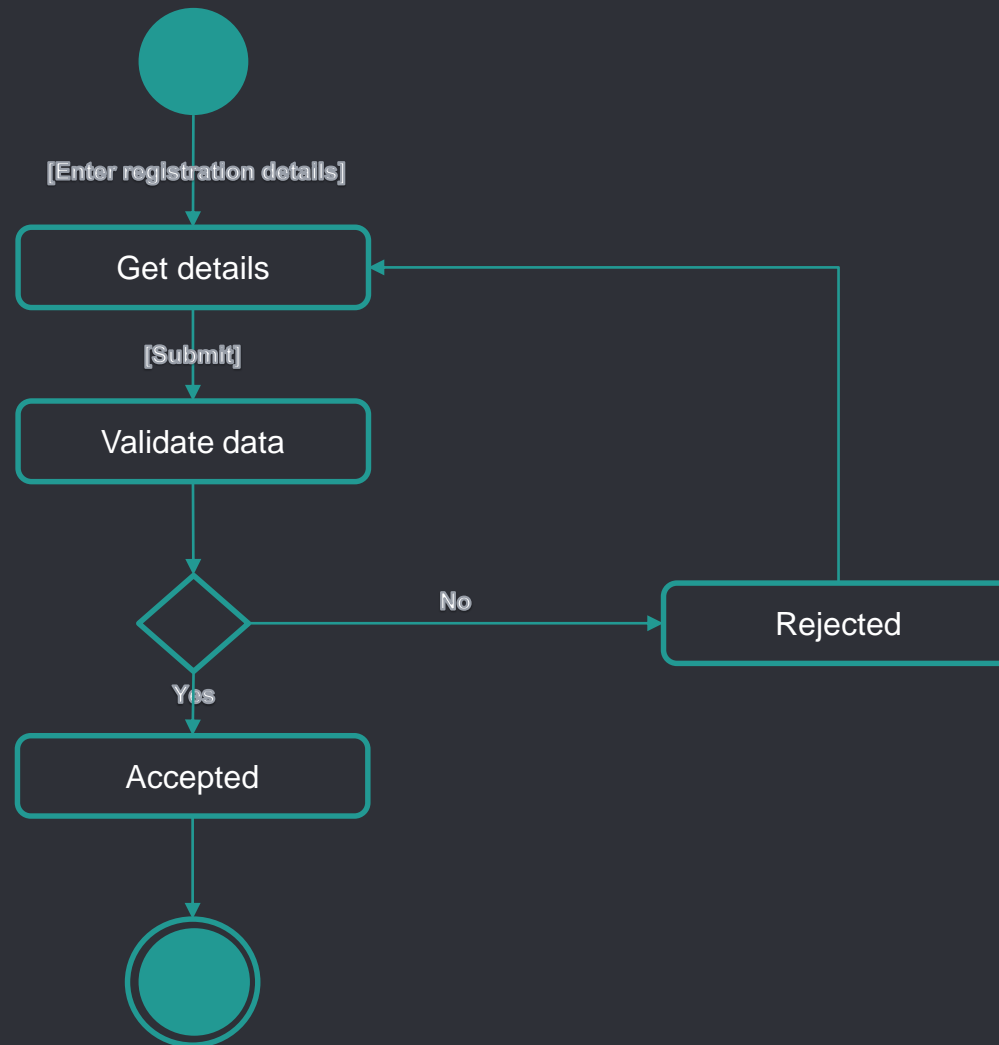 [Enter registration details]
Get details
[Submit]
Validate data
No
Rejected
Yes
Accepted